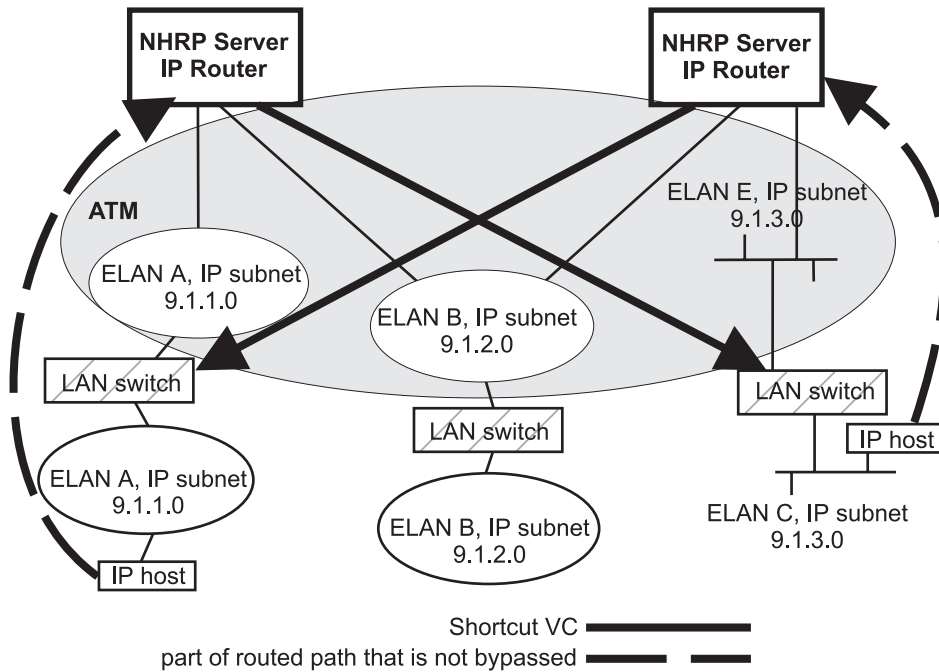 NHRP Server
IP Router
NHRP Server
IP Router
ATM
ELAN E, IP subnet
9.1.3.0
ELAN A, IP subnet
9.1.1.0
ELAN B, IP subnet
9.1.2.0
LAN switch
LAN switch
LAN switch
IP host
ELAN A, IP subnet
9.1.1.0
ELAN B, IP subnet
9.1.2.0
ELAN C, IP subnet
9.1.3.0
IP host
Shortcut VC
part of routed path that is not bypassed